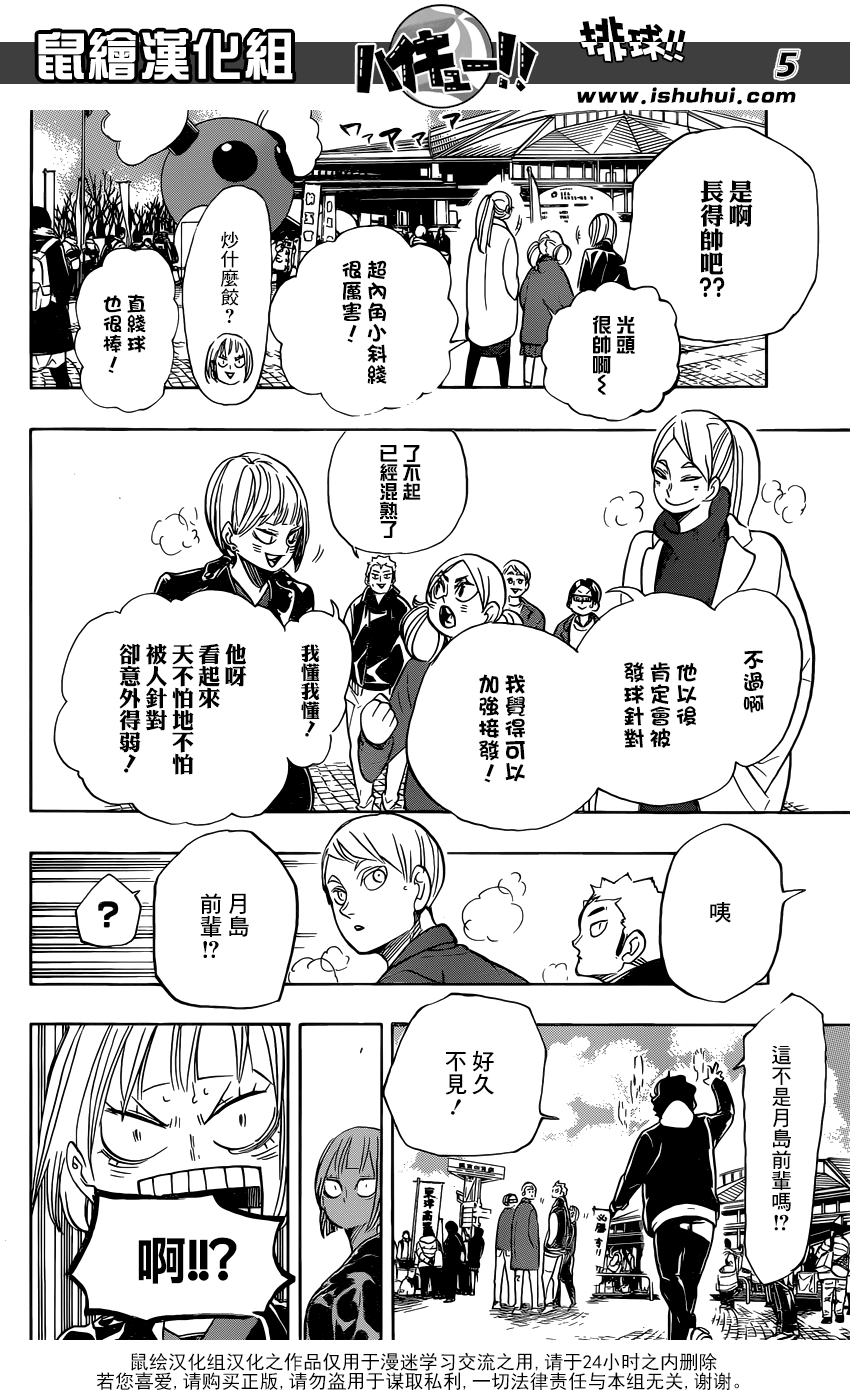 鼠繪漢化組
ハイキュー!!
排球!!
5
www.ishuhui.com
ワァアアア
是啊
長得帥吧??
光頭
很帥啊~
超內角小斜綫
很厲害!
炒什麼餃?
直綫球
也很棒!
不過啊
他以後
肯定會被
發球針對
我覺得可以
加強接發!
了不起
已經混熟了
我懂我懂!
他呀
看起來
天不怕地不怕
被人針對
卻意外得弱!
咦
月島
前輩!?
?
這不是月島前輩嗎!?
好久
不見!
啊!!?
鼠绘汉化组汉化之作品仅用于漫迷学习交流之用, 请于24小时之内删除
若您喜爱, 请购买正版, 请勿盗用于谋取私利, 一切法律责任与本组无关, 谢谢。